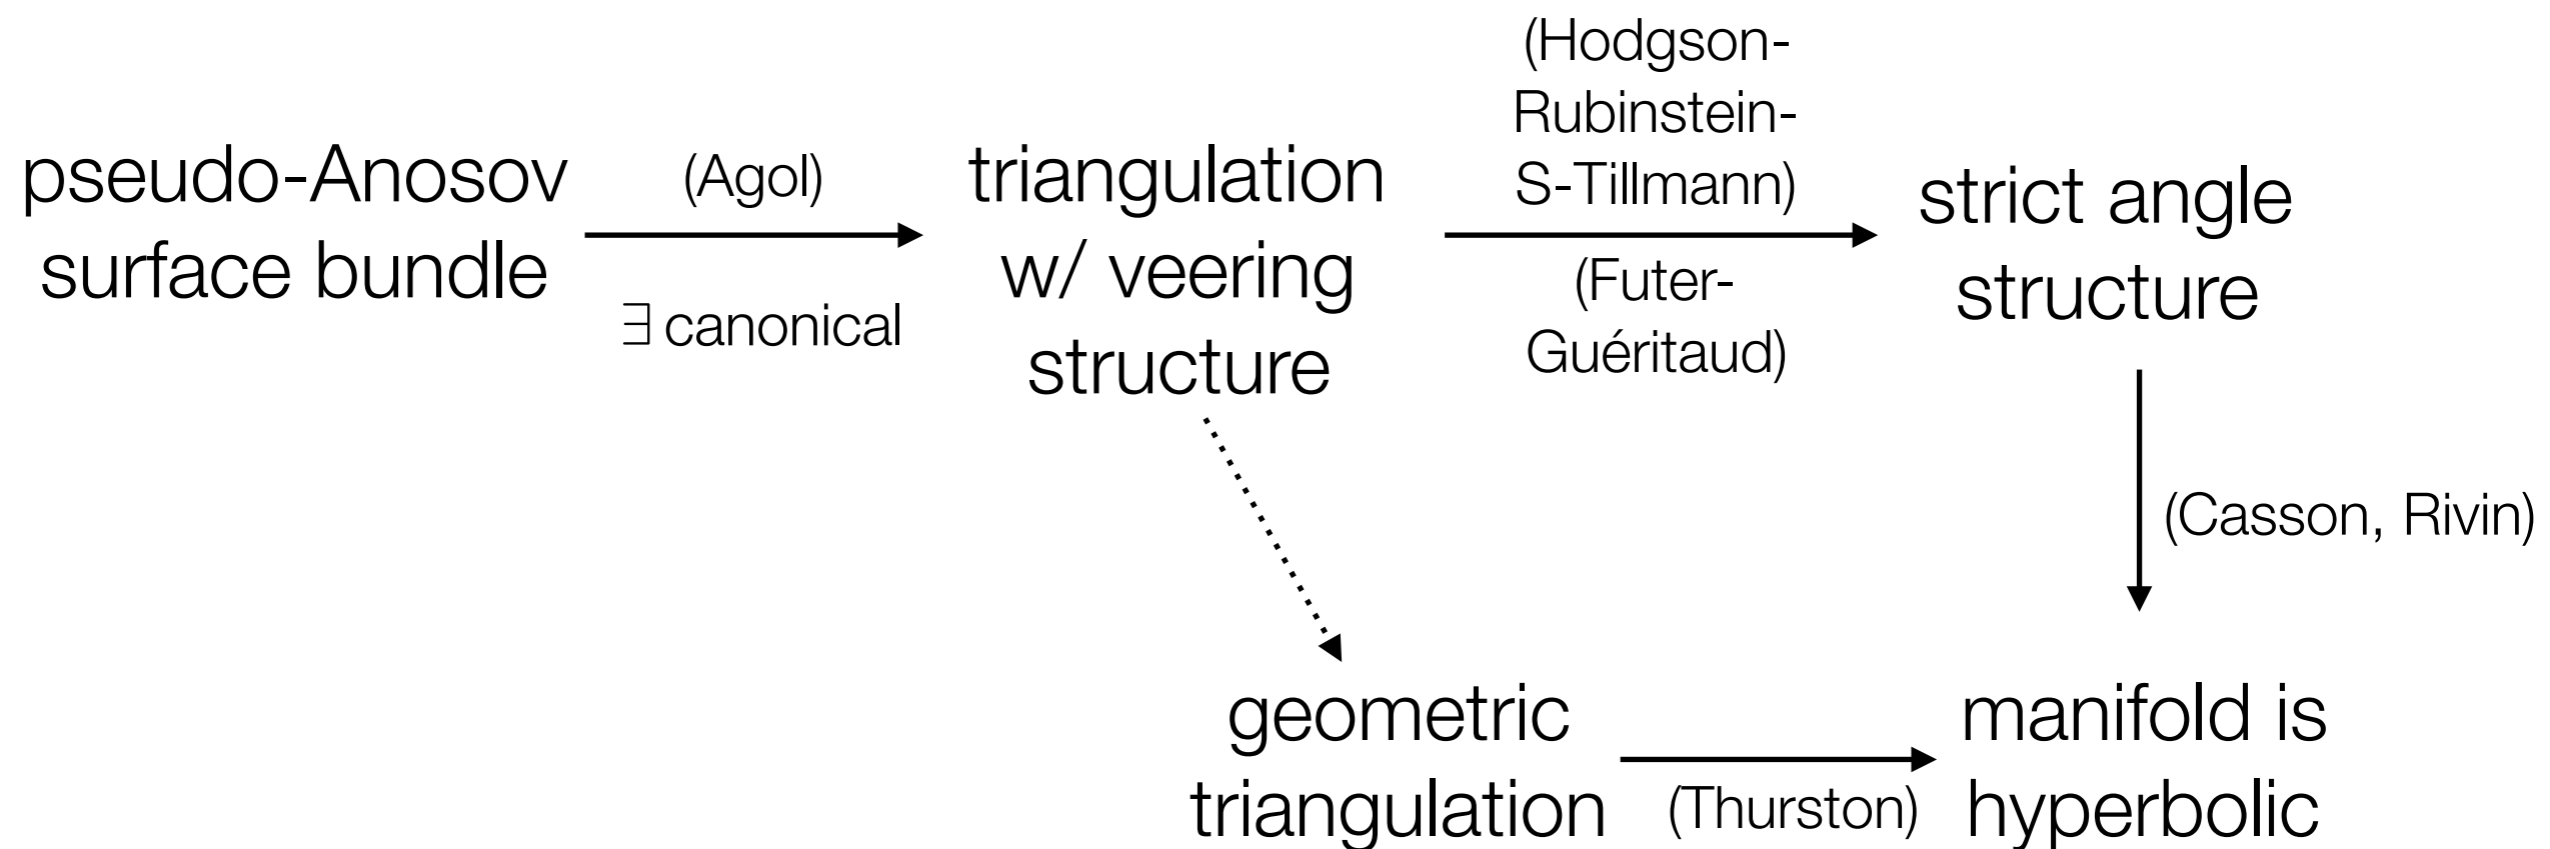 pseudo-Anosov
surface bundle
(Agol)
∃ canonical
triangulation
w/ veering
structure
(Hodgson-
Rubinstein-
S-Tillmann)
(Futer-
Guéritaud)
strict angle
structure
(Casson, Rivin)
geometric
triangulation
(Thurston)
manifold is
hyperbolic